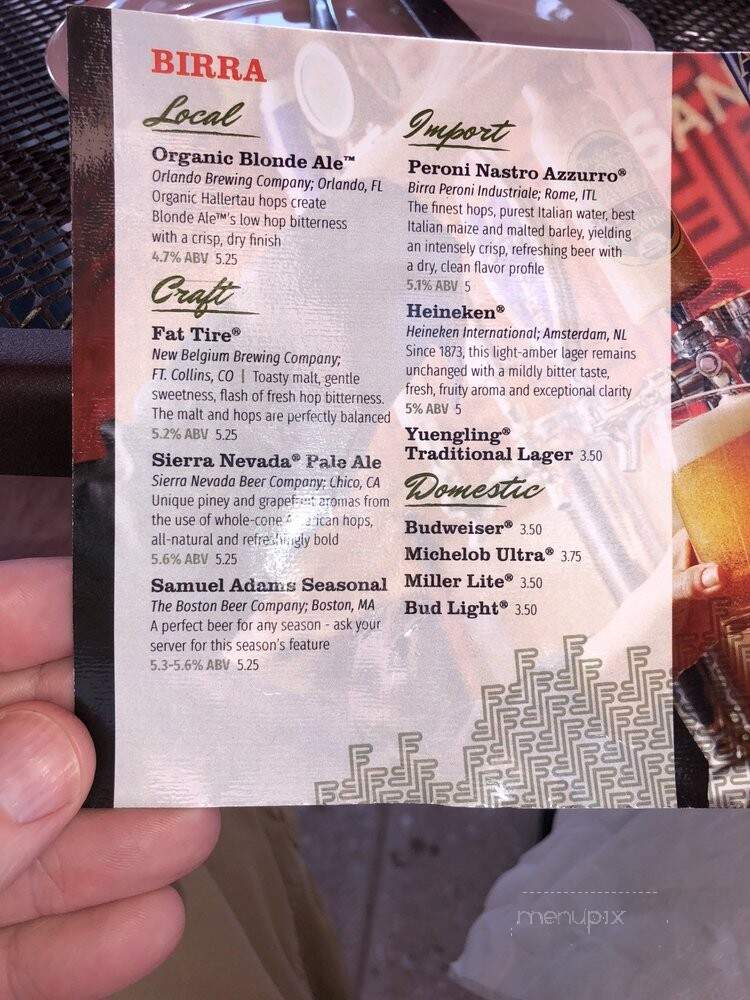 BIRRA
Local
Organic Blonde Ale™
Orlando Brewing Company; Orlando, FL
Organic Hallertau hops create
Blonde Ale™'s low hop bitterness
with a crisp, dry finish
4.7% ABV 5.25
Craft
Fat Tire®
New Belgium Brewing Company;
FT. Collins, CO | Toasty malt, gentle
sweetness, flash of fresh hop bitterness.
The malt and hops are perfectly balanced
5.2% ABV 5.25
Sierra Nevada® Pale Ale
Sierra Nevada Beer Company; Chico, CA
Unique piney and grapefruit aromas from
the use of whole-cone American hops,
all-natural and refreshingly bold
5.6% ABV 5.25
Samuel Adams Seasonal
The Boston Beer Company; Boston, MA
A perfect beer for any season - ask your
server for this season's feature
5.3-5.6% ABV 5.25
Import
Peroni Nastro Azzurro®
Birra Peroni Industriale; Rome, ITL
The finest hops, purest Italian water, best
Italian maize and malted barley, yielding
an intensely crisp, refreshing beer with
a dry, clean flavor profile
5.1% ABV 5
Heineken®
Heineken International; Amsterdam, NL
Since 1873, this light-amber lager remains
unchanged with a mildly bitter taste,
fresh, fruity aroma and exceptional clarity
5% ABV 5
Yuengling®
Traditional Lager 3.50
Domestic
Budweiser® 3.50
Michelob Ultra® 3.75
Miller Lite® 3.50
Bud Light® 3.50
menupix